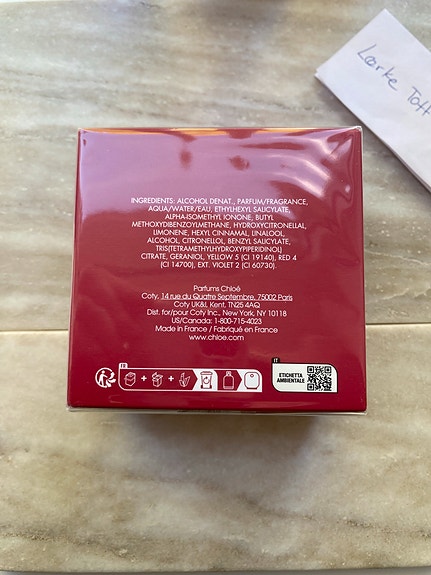 Lærke Toft
INGREDIENTS: ALCOHOL DENAT., PARFUM/FRAGRANCE,
AQUA/WATER/EAU, ETHYLHEXYL SALICYLATE,
ALPHA-ISOMETHYL IONONE, BUTYL
METHOXYDIBENZOYLMETHANE, HYDROXYCITRONELLAL,
LIMONENE, HEXYL CINNAMAL, LINALOOL,
ALCOHOL, CITRONELLOL, BENZYL SALICYLATE,
TRIS(TETRAMETHYLHYDROXYPIPERIDINOL)
CITRATE, GERANIOL, YELLOW 5 (CI 19140), RED 4
(CI 14700), EXT. VIOLET 2 (CI 60730).
Parfums Chloé
Coty, 14 rue du Quatre Septembre, 75002 Paris
Coty UK&I, Kent, TN25 4AQ
Dist. for/pour Coty Inc., New York, NY 10118
US/Canada: 1-800-715-4023
Made in France / Fabriqué en France
www.chloe.com
FR
IT
ETICHETTA
AMBIENTALE